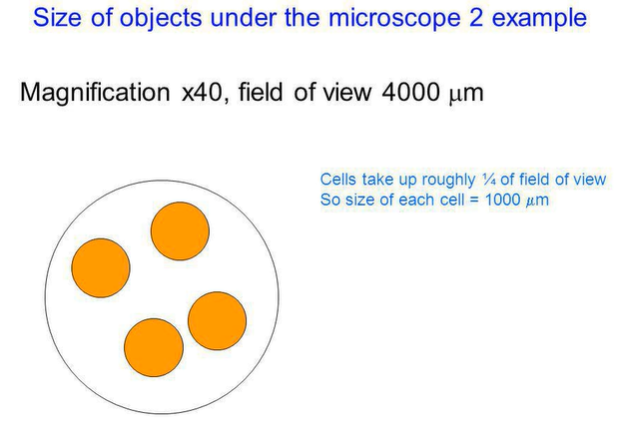 Size of objects under the microscope 2 example
Magnification x40, field of view 4000 μm
Cells take up roughly ¼ of field of view
So size of each cell = 1000 μm